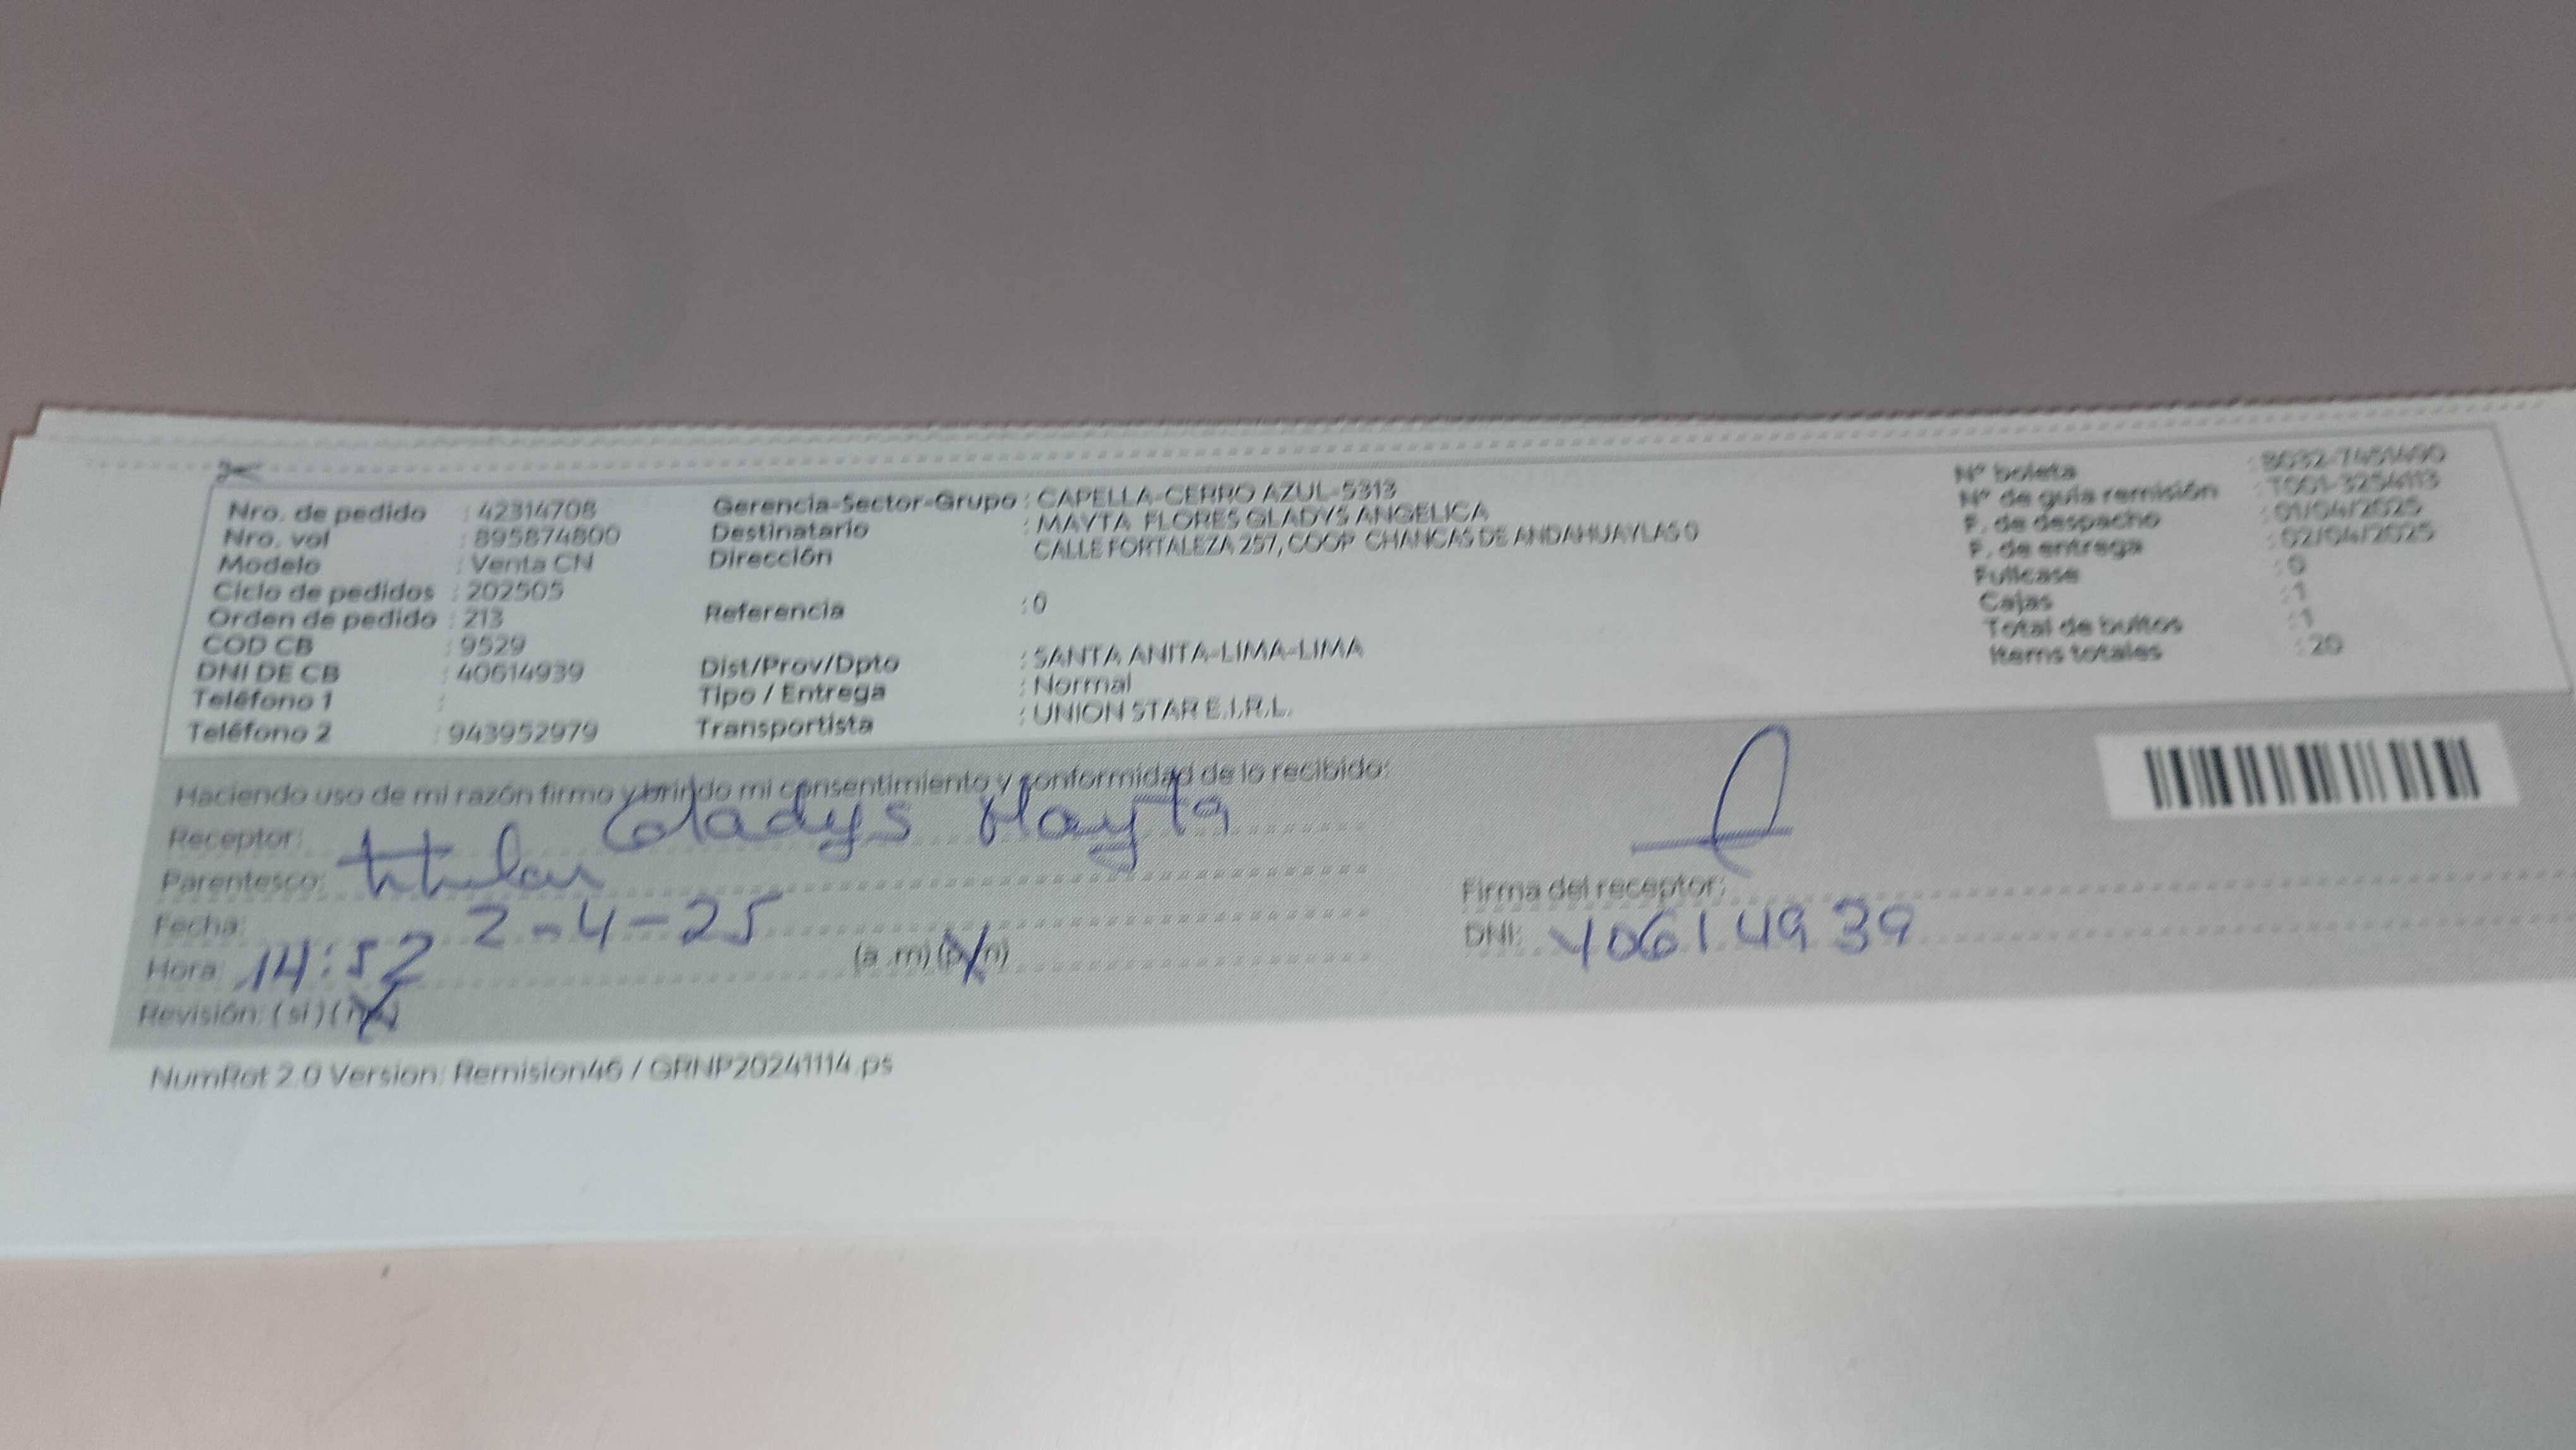 Nro. de pedido : 42314708
Nro. vol : 895874800
Modelo : Venta CN
Ciclo de pedidos : 202505
Orden de pedido : 213
COD CB : 9529
DNI DE CB : 40614939
Teléfono 1 :
Teléfono 2 : 943952979
Gerencia-Sector-Grupo : CAPELLA-CERRO AZUL-5313
Destinatario : MAYTA FLORES GLADYS ANGELICA
Dirección CALLE FORTALEZA 257, COOP CHANCAS DE ANDAHUAYLAS 0
Referencia : 0
Dist/Prov/Dpto : SANTA ANITA-LIMA-LIMA
Tipo / Entrega : Normal
Transportista : UNION STAR E.I.R.L.
N° boleta
N° de guia remisión : T001-3254113
F. de despacho : 01/04/2025
F. de entrega : 02/04/2025
Fullcase : 0
Cajas : 1
Total de bultos : 1
Items totales : 20
Haciendo uso de mi razón firmo y brindo mi consentimiento y conformidad de lo recibido:
Receptor: Gladys Mayta
Parentesco: titular
Fecha: 2-4-25
Hora: 14:52 (a.m) (p.m)
Revisión: (si) (no)
Firma del receptor:
DNI: 40614939
NumRot 2.0 Version: Remision46 / GRNP20241114.ps